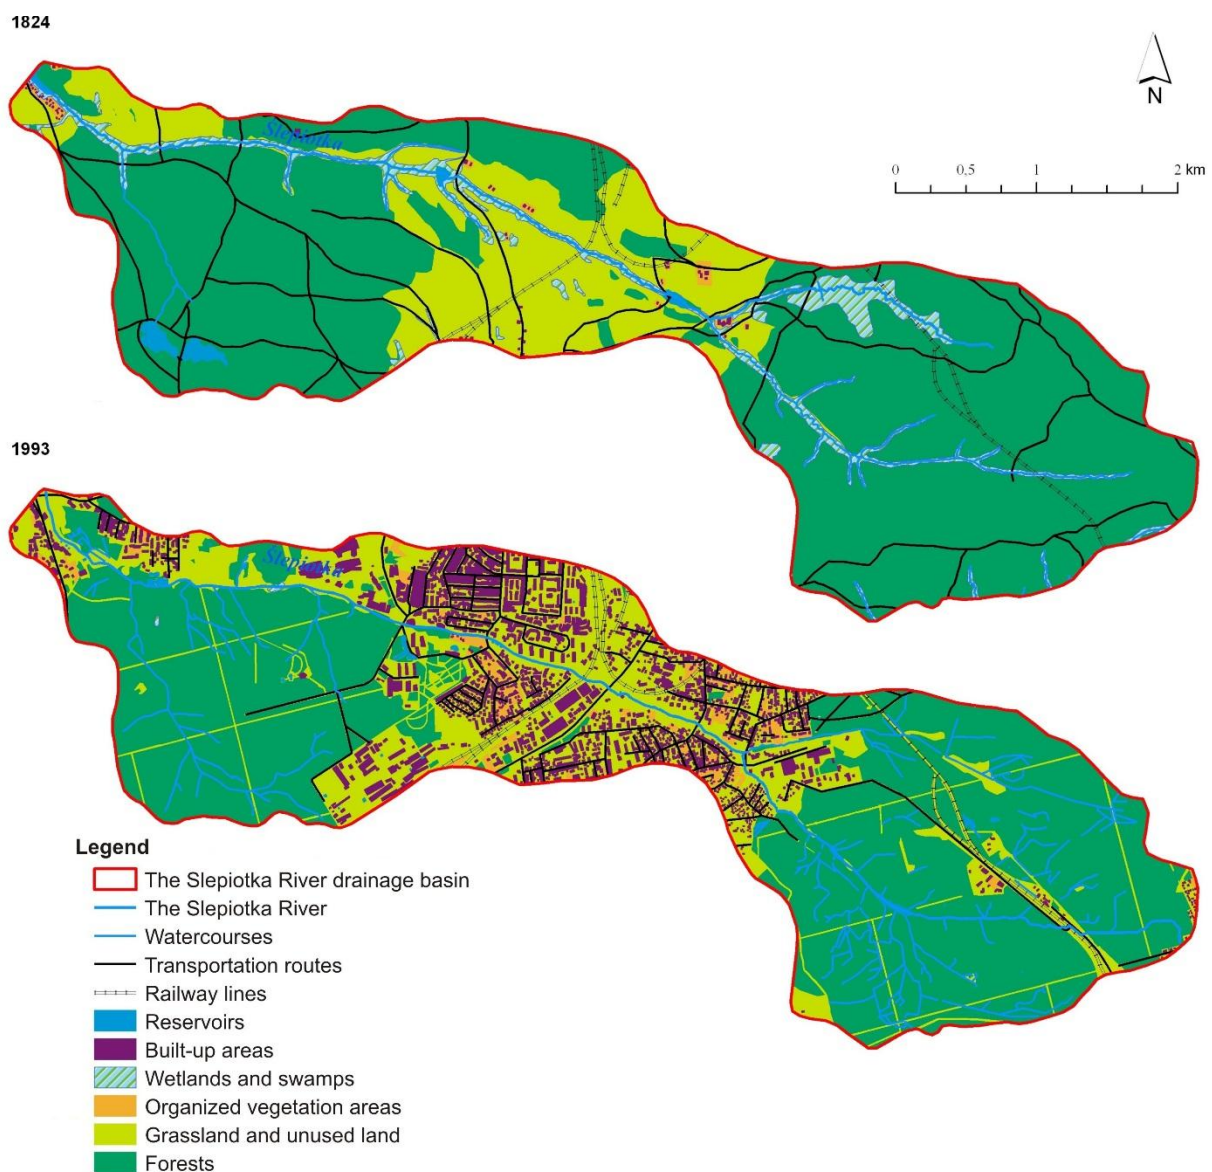 1824
N
0 0,5 1 2 km
Slepiotka
1993
Slepiotka
Legend
The Slepiotka River drainage basin
The Slepiotka River
Watercourses
Transportation routes
Railway lines
Reservoirs
Built-up areas
Wetlands and swamps
Organized vegetation areas
Grassland and unused land
Forests